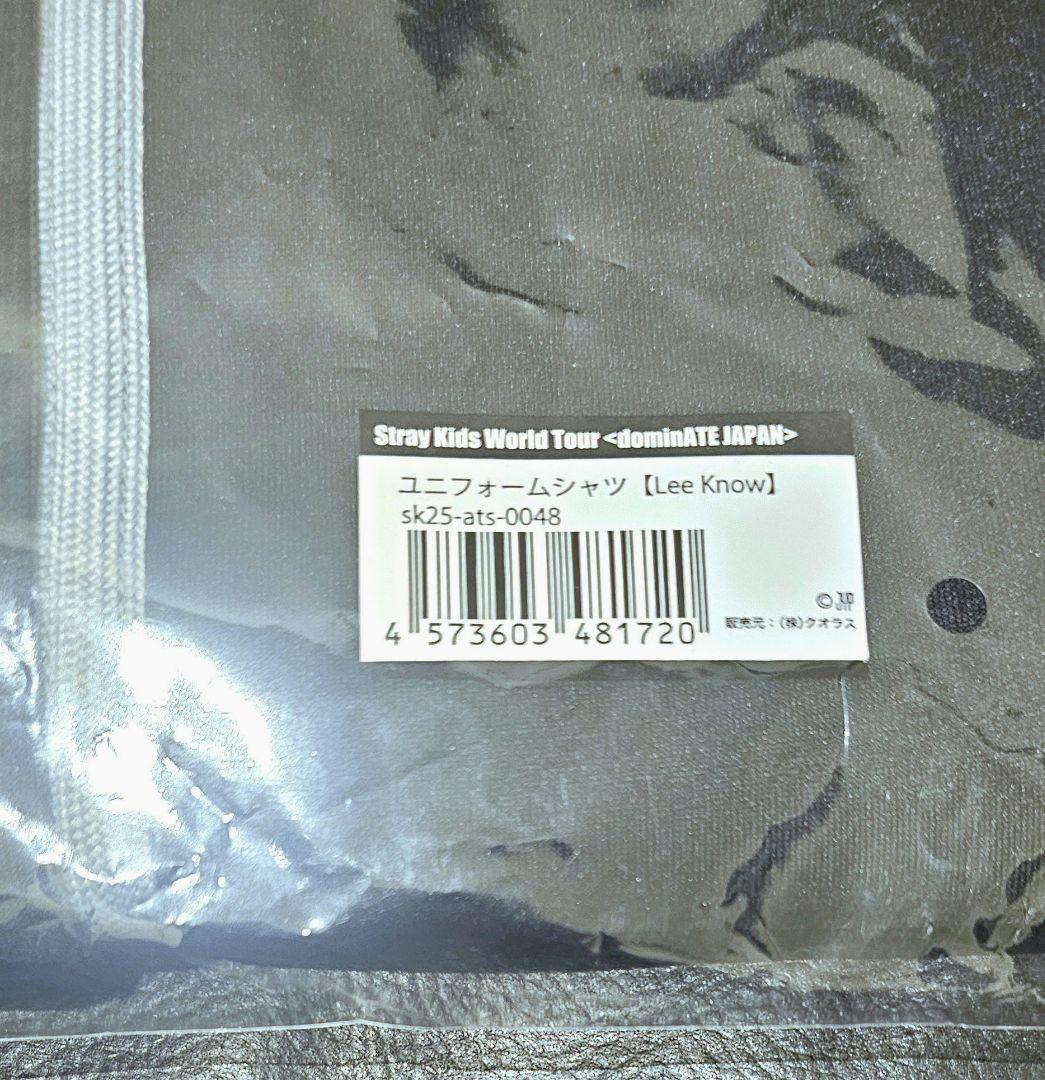 Stray Kids World Tour <dominATE JAPAN>
ユニフォームシャツ【Lee Know】
sk25-ats-0048
4 573603 481720
©
販売元：(株)クオラス